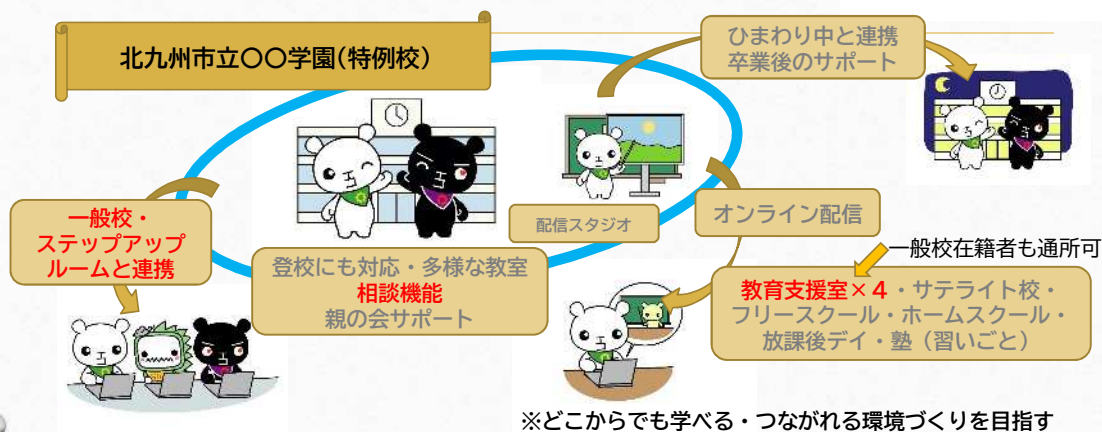 北九州市立〇〇学園(特例校)
ひまわり中と連携
卒業後のサポート
一般校・
ステップアップ
ルームと連携
配信スタジオ
オンライン配信
登校にも対応・多様な教室
相談機能
親の会サポート
一般校在籍者も通所可
教育支援室×4・サテライト校・
フリースクール・ホームスクール・
放課後デイ・塾（習いごと）
※どこからでも学べる・つながれる環境づくりを目指す